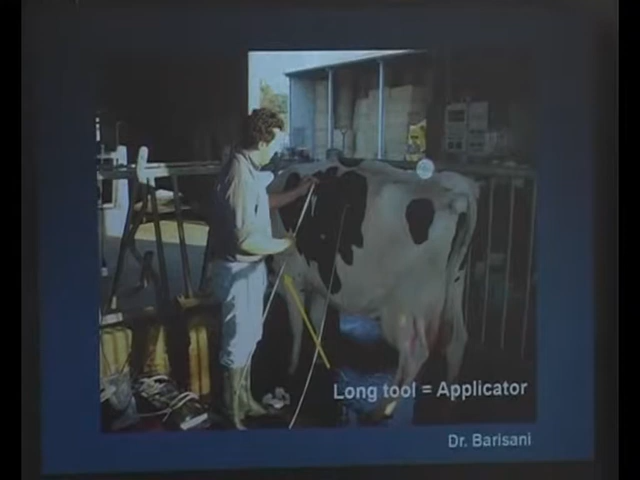 Long tool = Applicator
Dr. Barisani